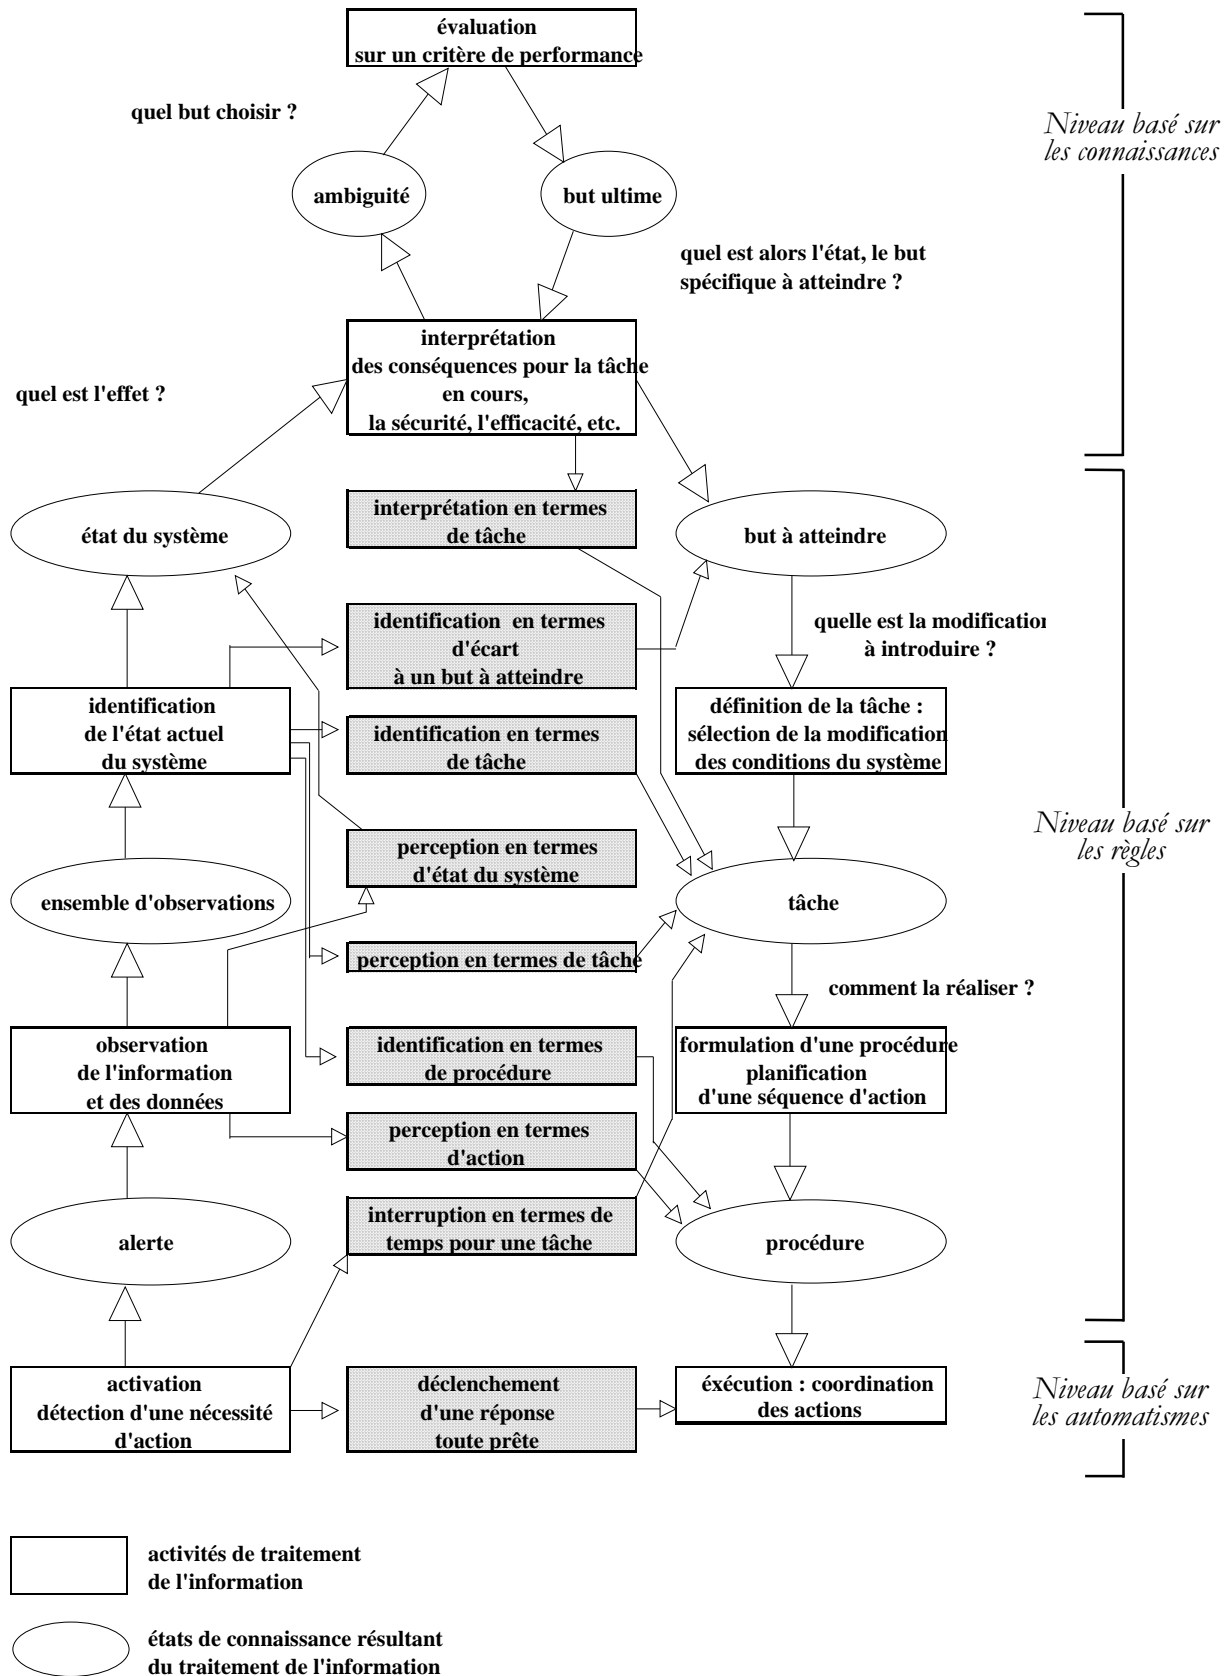 évaluation
sur un critère de performance
quel but choisir ?
Niveau basé sur
les connaissances
ambiguité
but ultime
quel est alors l'état, le but
spécifique à atteindre ?
interprétation
des conséquences pour la tâche
en cours,
la sécurité, l'efficacité, etc.
quel est l'effet ?
interprétation en termes
de tâche
état du système
but à atteindre
identification en termes
d'écart
à un but à atteindre
quelle est la modification
à introduire ?
identification
de l'état actuel
du système
identification en termes
de tâche
définition de la tâche :
sélection de la modification
des conditions du système
Niveau basé sur
les règles
perception en termes
d'état du système
ensemble d'observations
tâche
perception en termes de tâche
comment la réaliser ?
observation
de l'information
et des données
identification en termes
de procédure
formulation d'une procédure
planification
d'une séquence d'action
perception en termes
d'action
interruption en termes de
temps pour une tâche
alerte
procédure
activation
détection d'une nécessité
d'action
déclenchement
d'une réponse
toute prête
éxécution : coordination
des actions
Niveau basé sur
les automatismes
activités de traitement
de l'information
états de connaissance résultant
du traitement de l'information